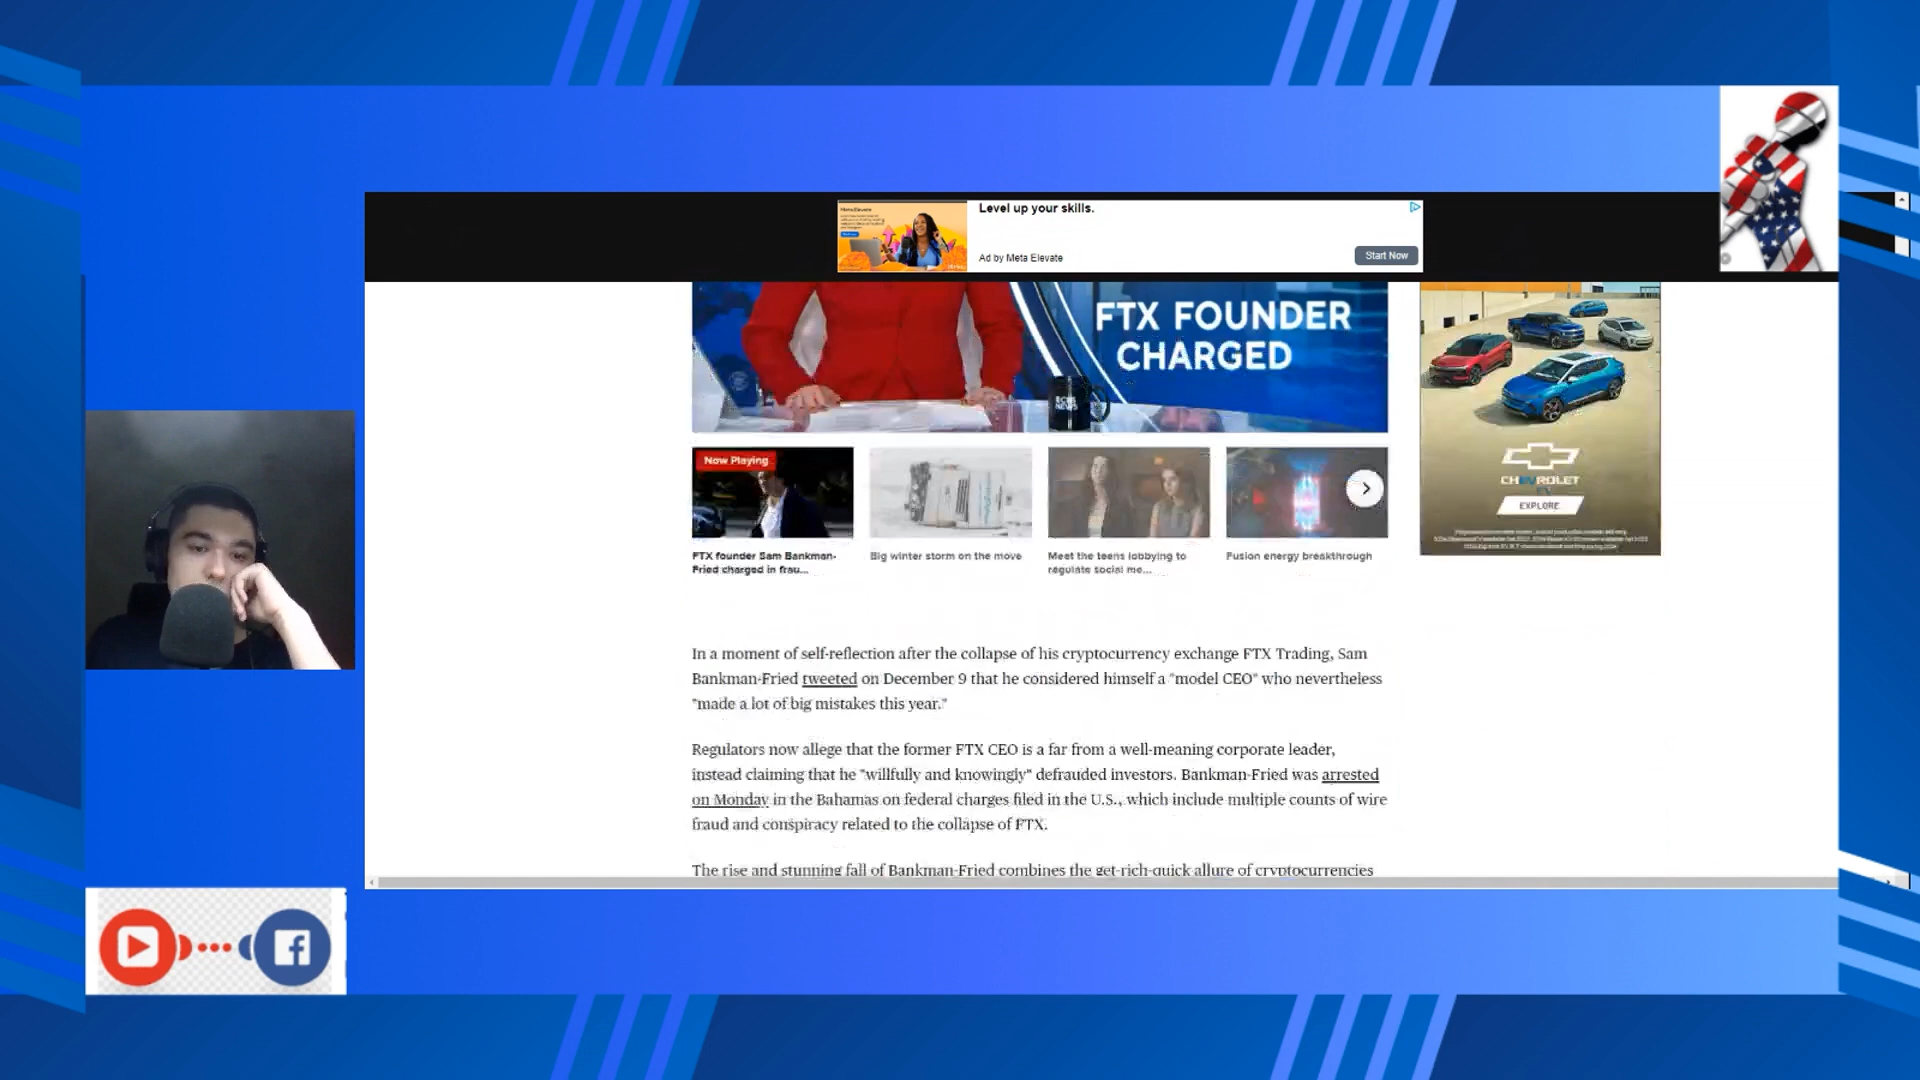 Level up your skills.
Ad by Meta Elevate
Start Now
FTX FOUNDER
CHARGED
CBS
NEWS
CHEVROLET
EXPLORE
Now Playing
FTX founder Sam Bankman-
Fried charged in frau...
Big winter storm on the move
Meet the teens lobbying to
regulate social me...
Fusion energy breakthrough
In a moment of self-reflection after the collapse of his cryptocurrency exchange FTX Trading, Sam
Bankman-Fried tweeted on December 9 that he considered himself a "model CEO" who nevertheless
"made a lot of big mistakes this year."
Regulators now allege that the former FTX CEO is a far from a well-meaning corporate leader,
instead claiming that he "willfully and knowingly" defrauded investors. Bankman-Fried was arrested
on Monday in the Bahamas on federal charges filed in the U.S., which include multiple counts of wire
fraud and conspiracy related to the collapse of FTX.
The rise and stunning fall of Bankman-Fried combines the get-rich-quick allure of cryptocurrencies